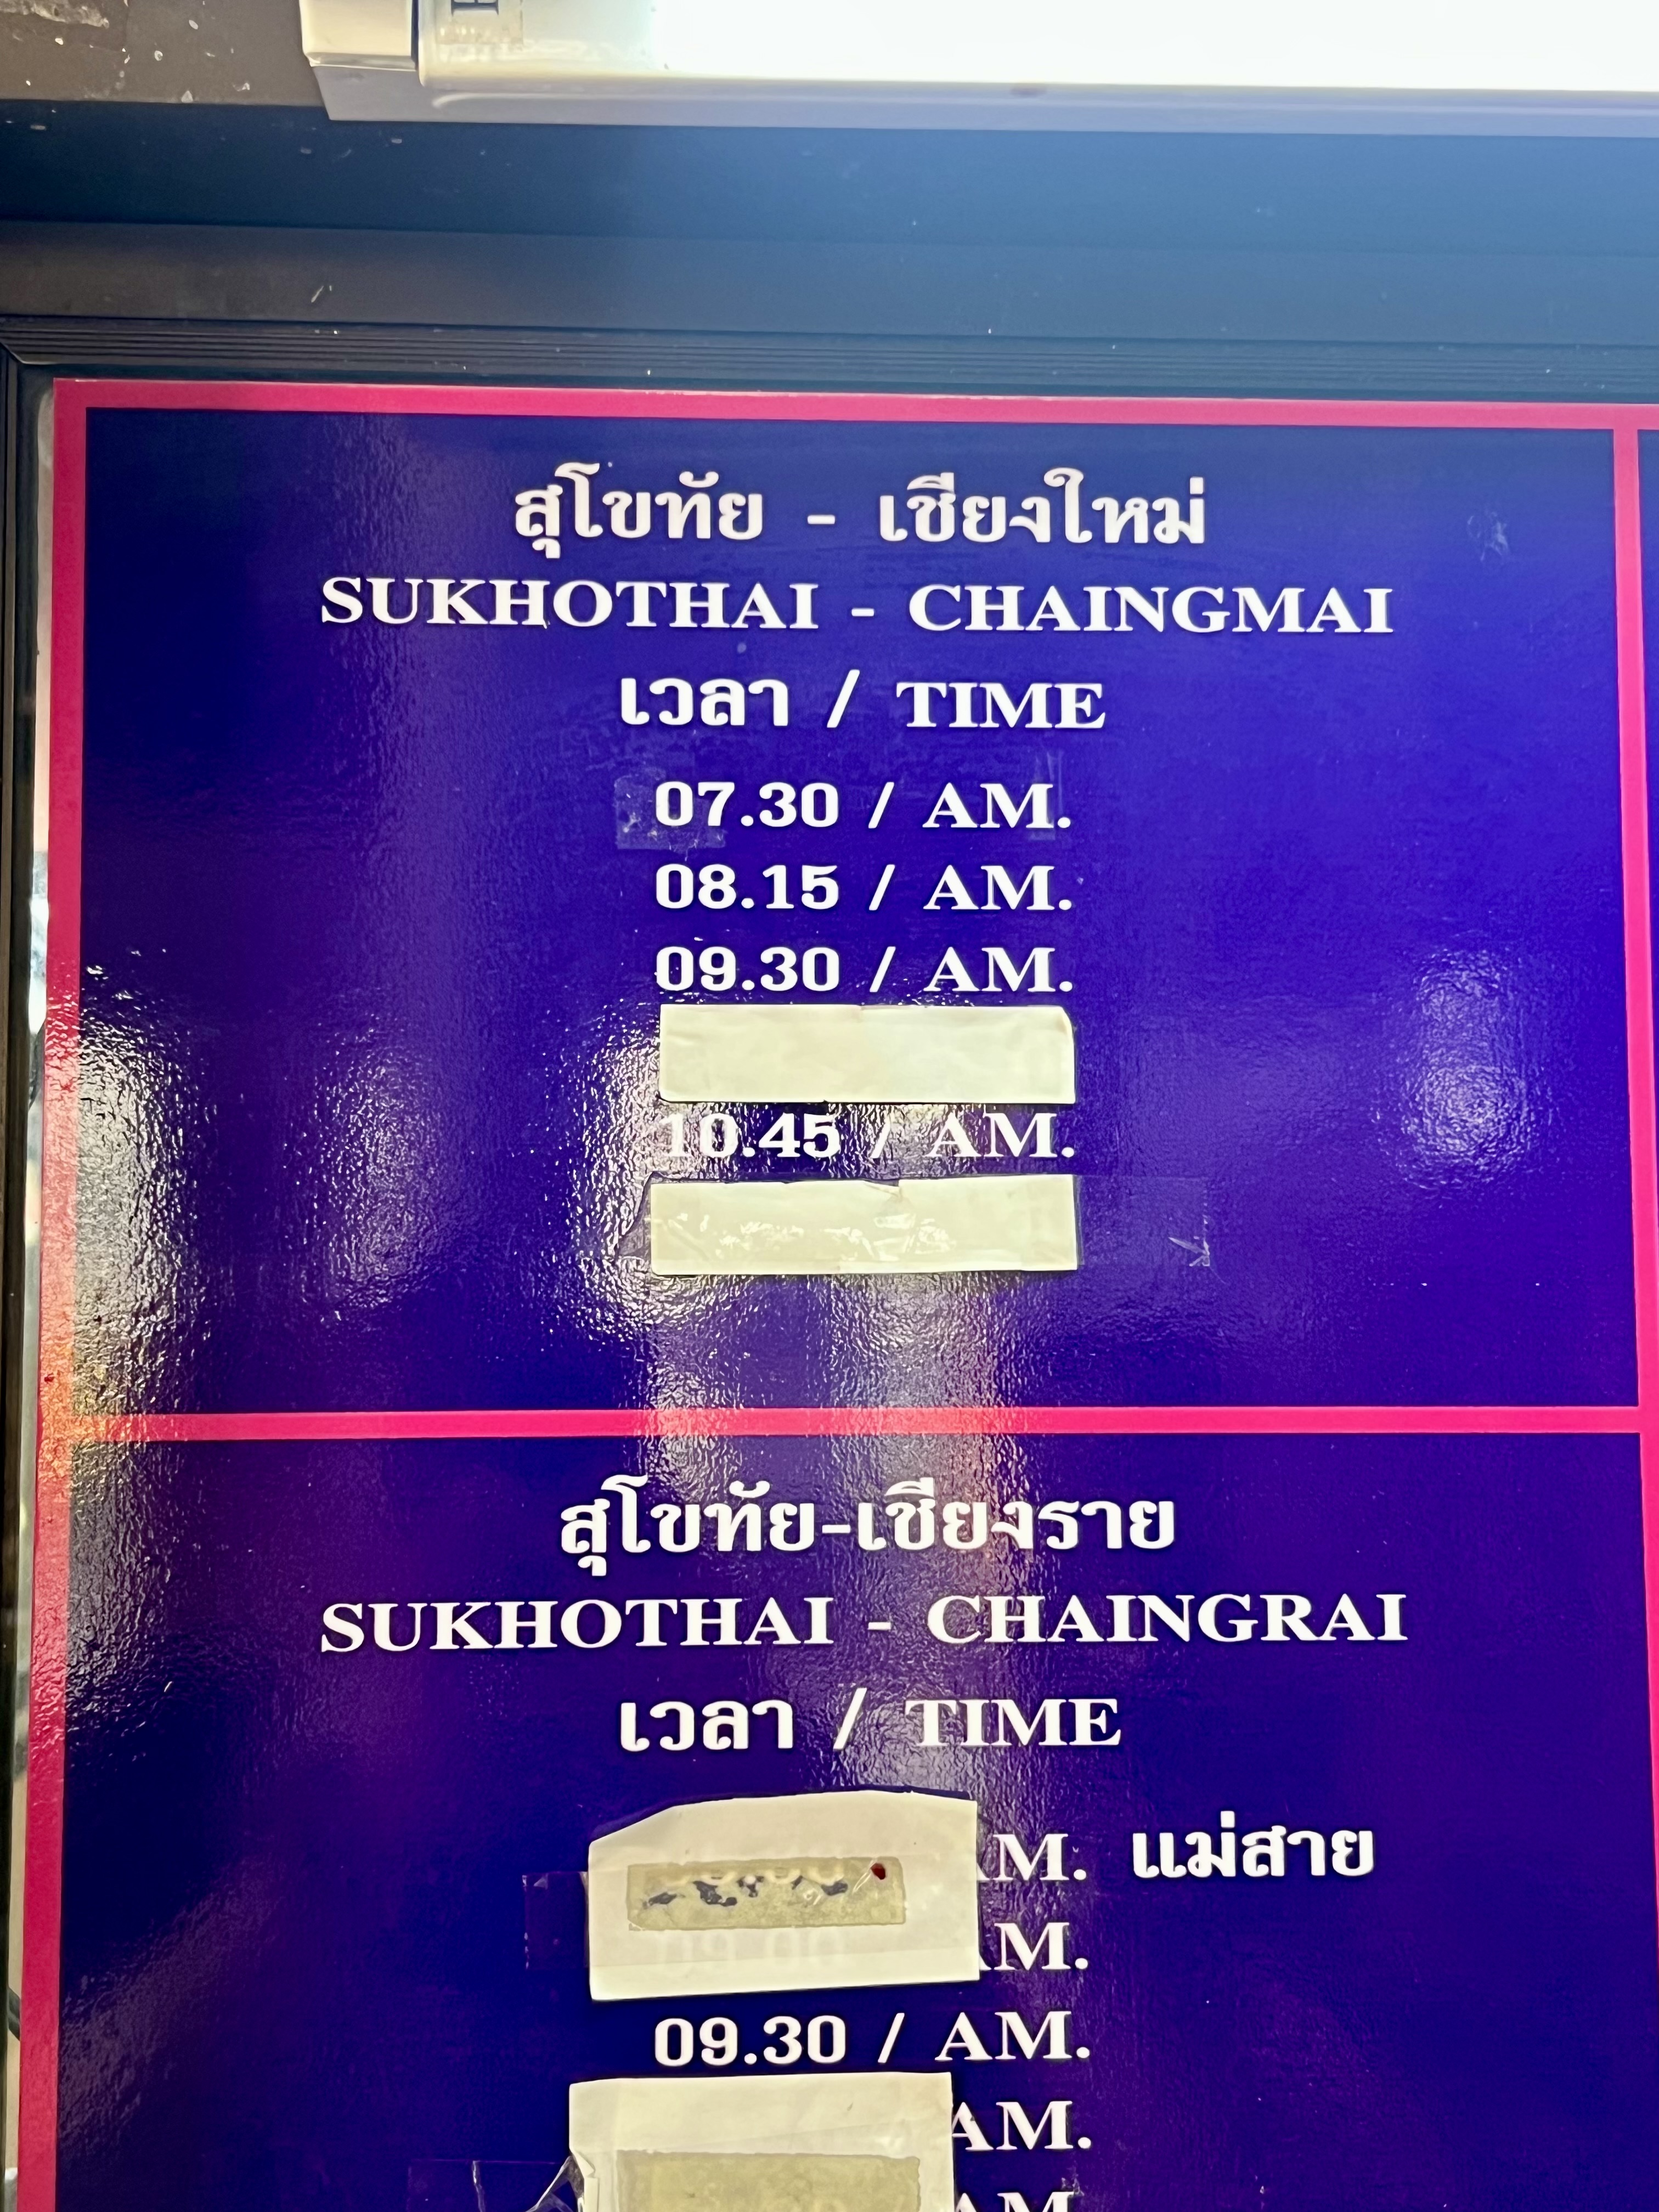 สุโขทัย - เชียงใหม่
SUKHOTHAI - CHAINGMAI
เวลา / TIME
07.30 / AM.
08.15 / AM.
09.30 / AM.
10.45 / AM.
สุโขทัย-เชียงราย
SUKHOTHAI - CHAINGRAI
เวลา / TIME
AM. แม่สาย
AM.
09.30 / AM.
AM.
AM.